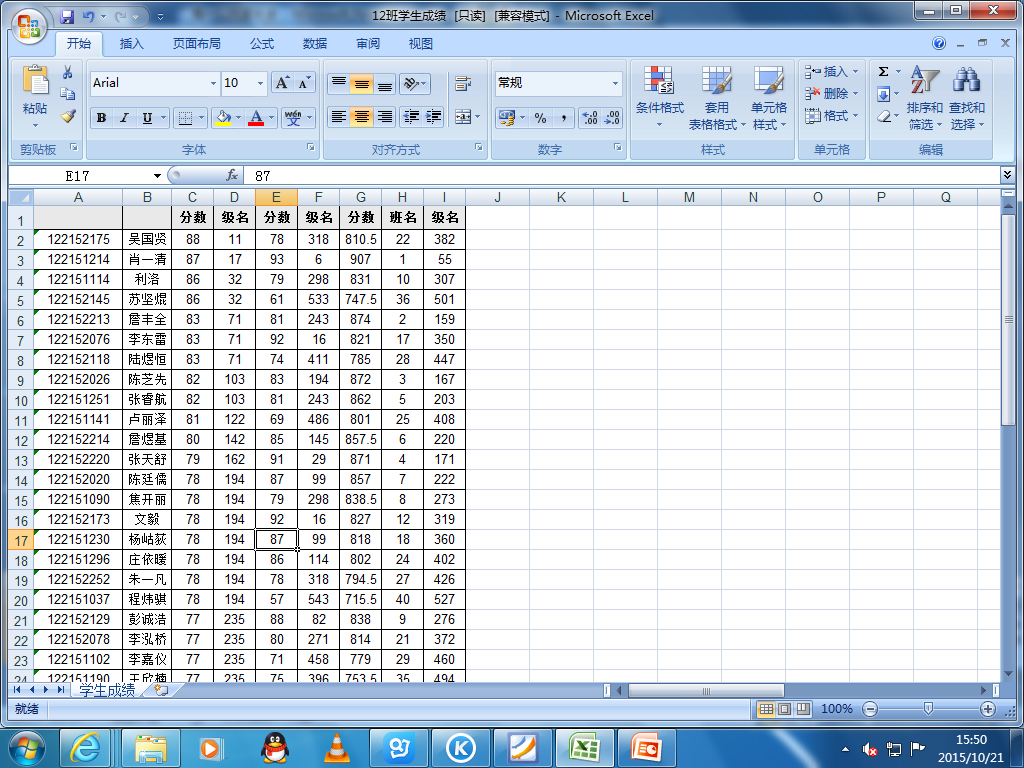 12班学生成绩 [只读] [兼容模式] - Microsoft Excel
开始 插入 页面布局 公式 数据 审阅 视图
粘贴
剪贴板
Arial 10
B I U wén 文
字体
对齐方式
常规
% ,
数字
条件格式 套用 表格格式 单元格 样式
样式
插入
删除
格式
单元格
Σ
排序和 筛选 查找和 选择
编辑
E17 fx 87
A B C D E F G H I J K L M N O P Q
1 分数 级名 分数 级名 分数 班名 级名
2 122152175 吴国贤 88 11 78 318 810.5 22 382
3 122151214 肖一清 87 17 93 6 907 1 55
4 122151114 利洛 86 32 79 298 831 10 307
5 122152145 苏坚焜 86 32 61 533 747.5 36 501
6 122152213 詹丰全 83 71 81 243 874 2 159
7 122152076 李东雷 83 71 92 16 821 17 350
8 122152118 陆煜恒 83 71 74 411 785 28 447
9 122152026 陈芝先 82 103 83 194 872 3 167
10 122151251 张睿航 82 103 81 243 862 5 203
11 122151141 卢丽泽 81 122 69 486 801 25 408
12 122152214 詹煜基 80 142 85 145 857.5 6 220
13 122152220 张天舒 79 162 91 29 871 4 171
14 122152020 陈廷儒 78 194 87 99 857 7 222
15 122151090 焦开丽 78 194 79 298 838.5 8 273
16 122152173 文毅 78 194 92 16 827 12 319
17 122151230 杨岵荻 78 194 87 99 818 18 360
18 122151296 庄依暖 78 194 86 114 802 24 402
19 122152252 朱一凡 78 194 78 318 794.5 27 426
20 122151037 程炜骐 78 194 57 543 715.5 40 527
21 122152129 彭诚浩 77 235 88 82 838 9 276
22 122152078 李泓桥 77 235 80 271 814 21 372
23 122151102 李嘉仪 77 235 71 458 779 29 460
24 122151190 王欣楠 77 235 75 396 753.5 35 494
学生成绩
就绪 100%
15:50
2015/10/21